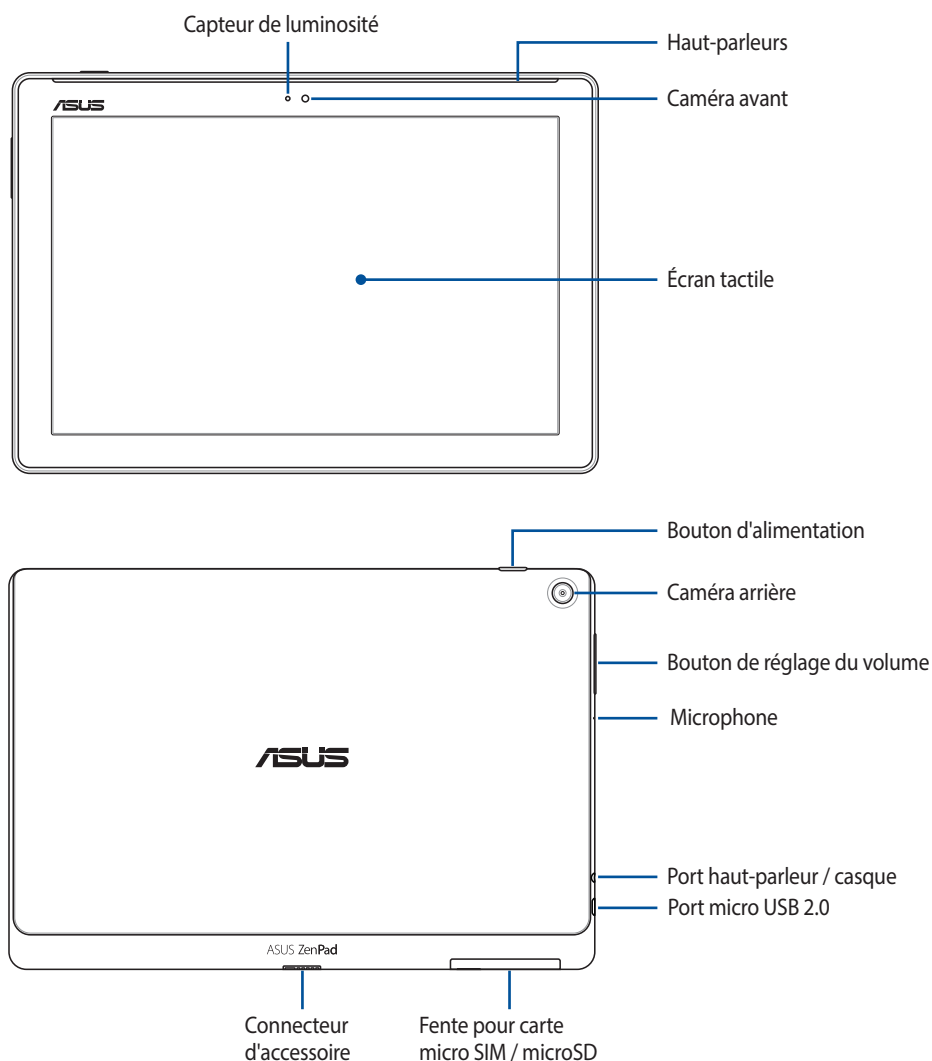 Capteur de luminosité
Haut-parleurs
Caméra avant
ASUS
Écran tactile
Bouton d'alimentation
Caméra arrière
Bouton de réglage du volume
Microphone
ASUS
Port haut-parleur / casque
Port micro USB 2.0
ASUS ZenPad
Connecteur
d'accessoire
Fente pour carte
micro SIM / microSD